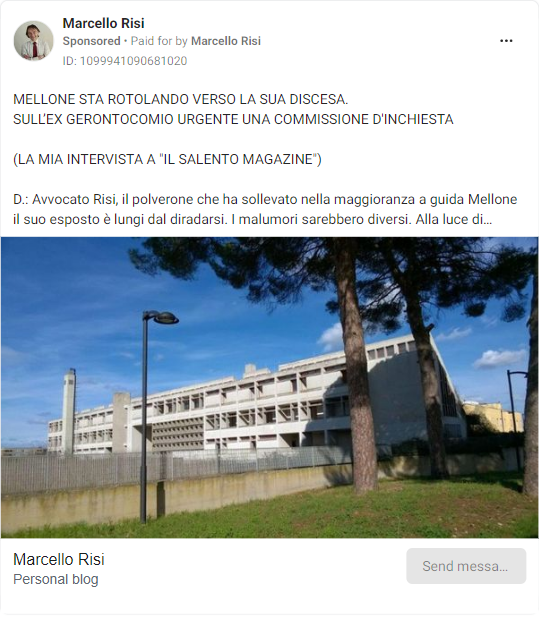 Marcello Risi
Sponsored • Paid for by Marcello Risi
ID: 1099941090681020
MELLONE STA ROTOLANDO VERSO LA SUA DISCESA.
SULL'EX GERONTOCOMIO URGENTE UNA COMMISSIONE D'INCHIESTA
(LA MIA INTERVISTA A "IL SALENTO MAGAZINE")
D.: Avvocato Risi, il polverone che ha sollevato nella maggioranza a guida Mellone
il suo esposto è lungi dal diradarsi. I malumori sarebbero diversi. Alla luce di...
Marcello Risi
Personal blog
Send messa...